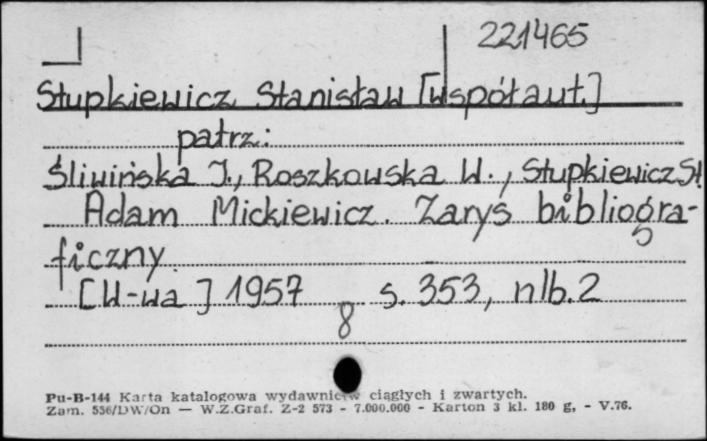 221465
Stupkiewicz Stanisław [współaut.]
patrz:
Śliwińska I., Roszkowska W., Stupkiewicz St.
Adam Mickiewicz. Zarys bibliogra-
ficzny.
[W-wa] 1957 s. 353, nlb. 2
8
Pu-B-144 Karta katalogowa wydawnictw ciągłych i zwartych.
Zam. 556/DW/On — W.Z.Graf. Z-2 573 - 7.000.000 - Karton 3 kl. 180 g, - V.76.